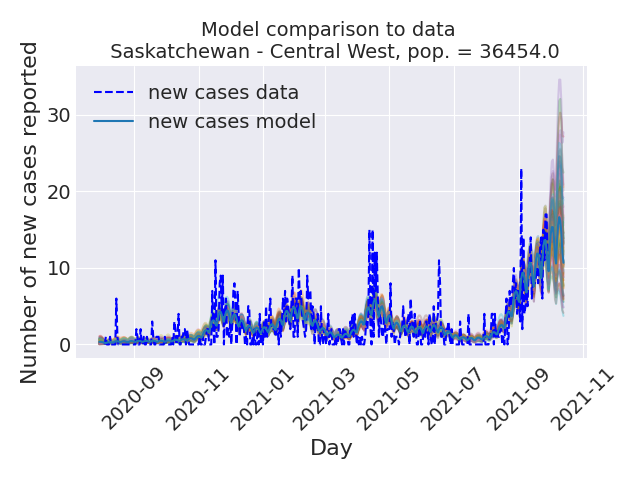 Model comparison to data
Saskatchewan - Central West, pop. = 36454.0
Number of new cases reported
new cases data
new cases model
30
20
10
0
2020-09
2020-11
2021-01
2021-03
2021-05
2021-07
2021-09
2021-11
Day